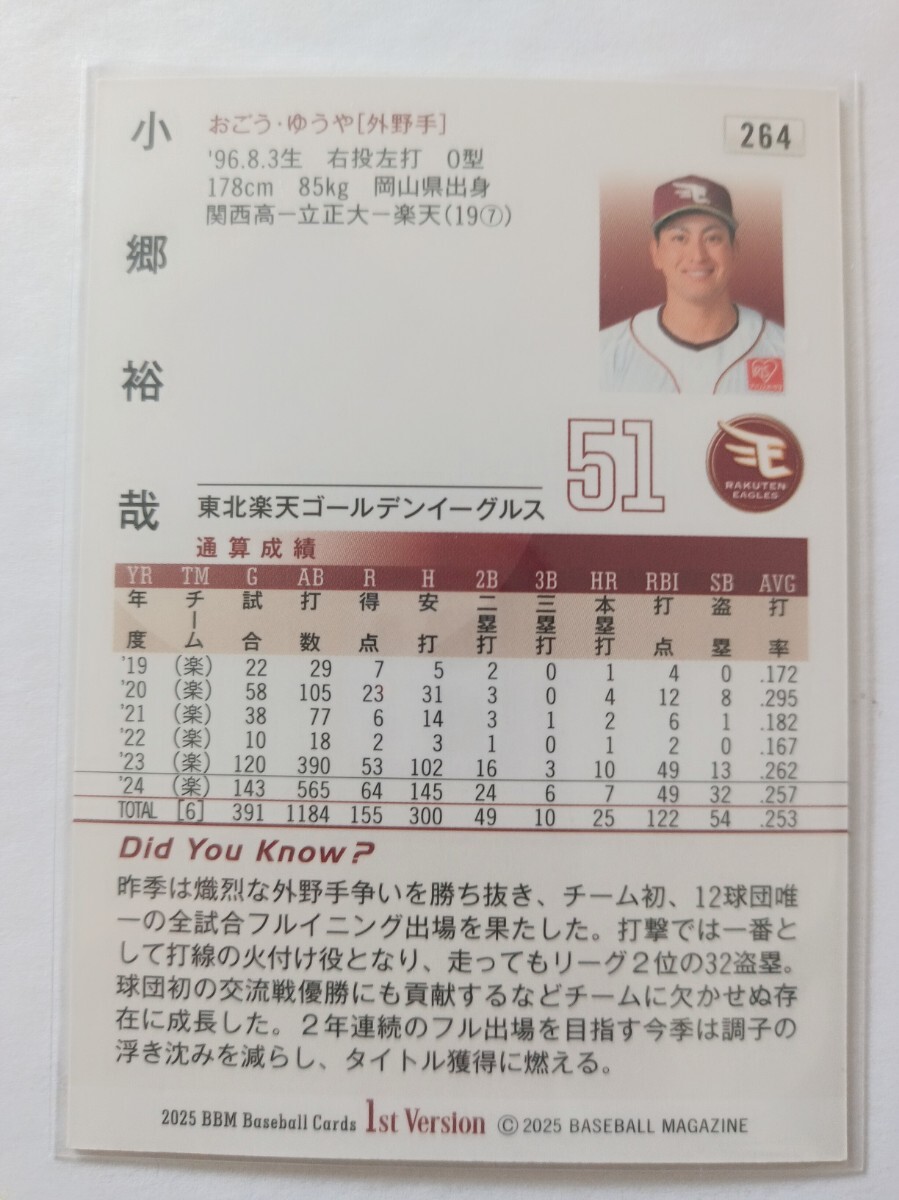 小郷裕哉
おごう・ゆうや[外野手]
'96.8.3生 右投左打 O型
178cm 85kg 岡山県出身
関西高－立正大－楽天(19⑦)
264
51
RAKUTEN
EAGLES
東北楽天ゴールデンイーグルス
通算成績
YR TM G AB R H 2B 3B HR RBI SB AVG
年度 チーム 試合 打数 得点 安打 二塁打 三塁打 本塁打 打点 盗塁 打率
'19 (楽) 22 29 7 5 2 0 1 4 0 .172
'20 (楽) 58 105 23 31 3 0 4 12 8 .295
'21 (楽) 38 77 6 14 3 1 2 6 1 .182
'22 (楽) 10 18 2 3 1 0 1 2 0 .167
'23 (楽) 120 390 53 102 16 3 10 49 13 .262
'24 (楽) 143 565 64 145 24 6 7 49 32 .257
TOTAL [6] 391 1184 155 300 49 10 25 122 54 .253
Did You Know?
昨季は熾烈な外野手争いを勝ち抜き、チーム初、12球団唯
一の全試合フルイニング出場を果たした。打撃では一番と
して打線の火付け役となり、走ってもリーグ２位の32盗塁。
球団初の交流戦優勝にも貢献するなどチームに欠かせぬ存
在に成長した。２年連続のフル出場を目指す今季は調子の
浮き沈みを減らし、タイトル獲得に燃える。
2025 BBM Baseball Cards 1st Version © 2025 BASEBALL MAGAZINE